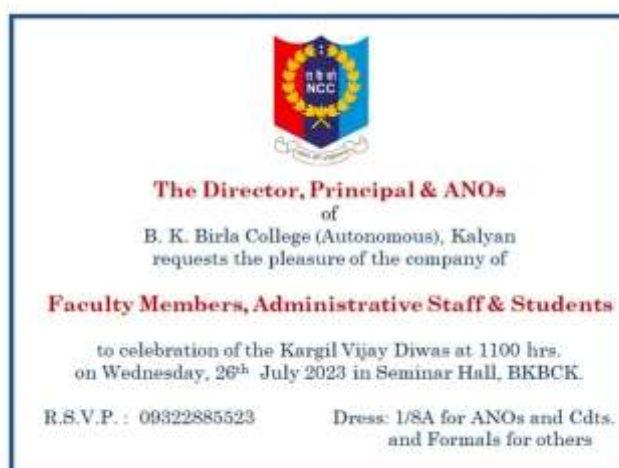 रा कै को
NCC
The Director, Principal & ANOs
of
B. K. Birla College (Autonomous), Kalyan
requests the pleasure of the company of
Faculty Members, Administrative Staff & Students
to celebration of the Kargil Vijay Diwas at 1100 hrs.
on Wednesday, 26th July 2023 in Seminar Hall, BKBCK.
R.S.V.P. : 09322885523 Dress: 1/8A for ANOs and Cdts.
and Formals for others